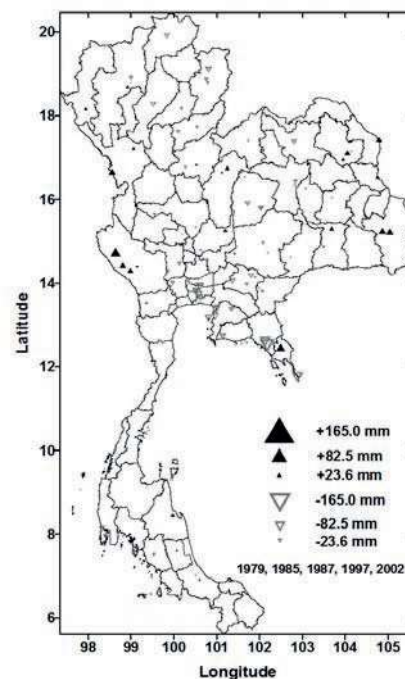 20
18
16
14
12
10
8
6
Latitude
+165.0 mm
+82.5 mm
+23.6 mm
-165.0 mm
-82.5 mm
-23.6 mm
1979, 1985, 1987, 1997, 2002
98 99 100 101 102 103 104 105
Longitude